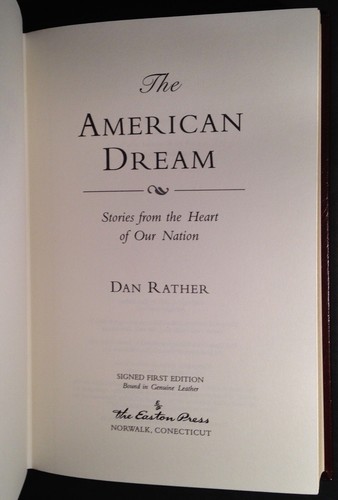 The
AMERICAN
DREAM
Stories from the Heart
of Our Nation
DAN RATHER
SIGNED FIRST EDITION
Bound in Genuine Leather
The Easton Press
NORWALK, CONECTICUT